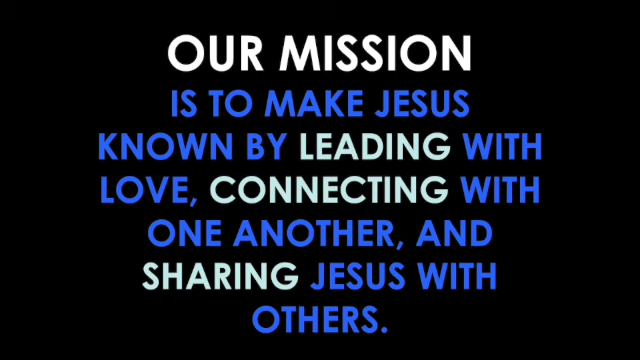 OUR MISSION
IS TO MAKE JESUS
KNOWN BY LEADING WITH
LOVE, CONNECTING WITH
ONE ANOTHER, AND
SHARING JESUS WITH
OTHERS.